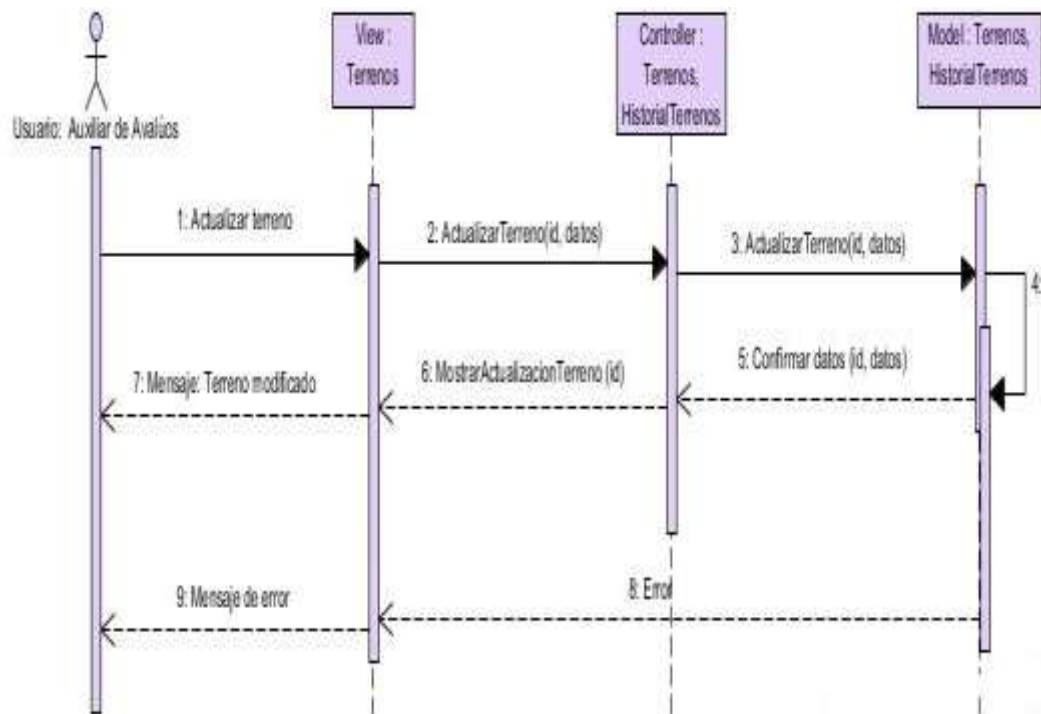 View :
Terrenos
Controller :
Terrenos,
HistorialTerrenos
Model : Terrenos,
HistorialTerrenos
Usuario: Auxiliar de Avalúos
1: Actualizar terreno
2: ActualizarTerreno(id, datos)
3: ActualizarTerreno(id, datos)
4:
5: Confirmar datos (id, datos)
6: MostrarActualizacionTerreno (id)
7: Mensaje: Terreno modificado
8: Error
9: Mensaje de error